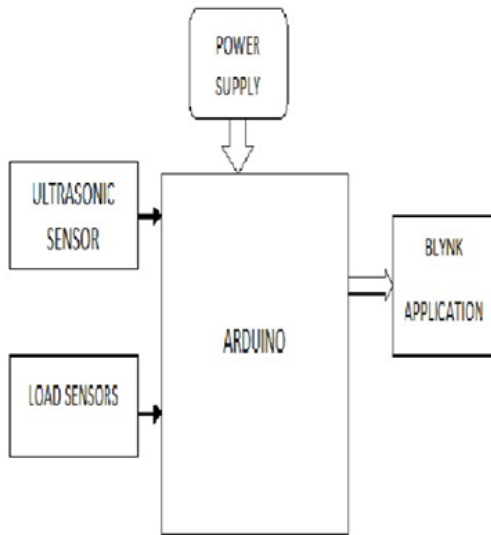 POWER
SUPPLY
ULTRASONIC
SENSOR
BLYNK
APPLICATION
ARDUINO
LOAD SENSORS